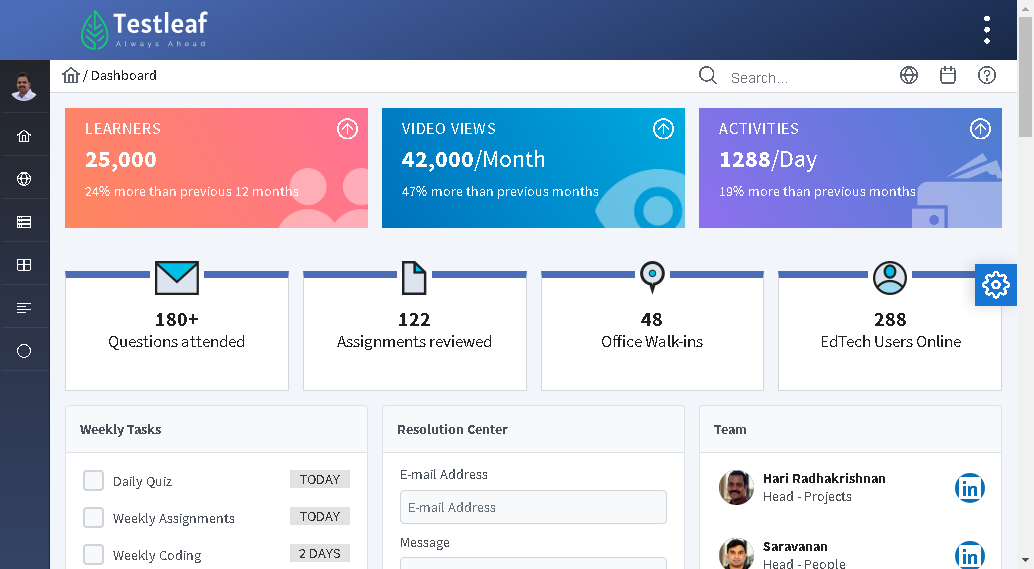 Testleaf
Always Ahead
/ Dashboard
Search...
LEARNERS
25,000
24% more than previous 12 months
VIDEO VIEWS
42,000/Month
47% more than previous months
ACTIVITIES
1288/Day
19% more than previous months
180+
Questions attended
122
Assignments reviewed
48
Office Walk-ins
288
EdTech Users Online
Weekly Tasks
Daily Quiz TODAY
Weekly Assignments TODAY
Weekly Coding 2 DAYS
Resolution Center
E-mail Address
E-mail Address
Message
Team
Hari Radhakrishnan
Head - Projects
in
Saravanan
Head - People
in